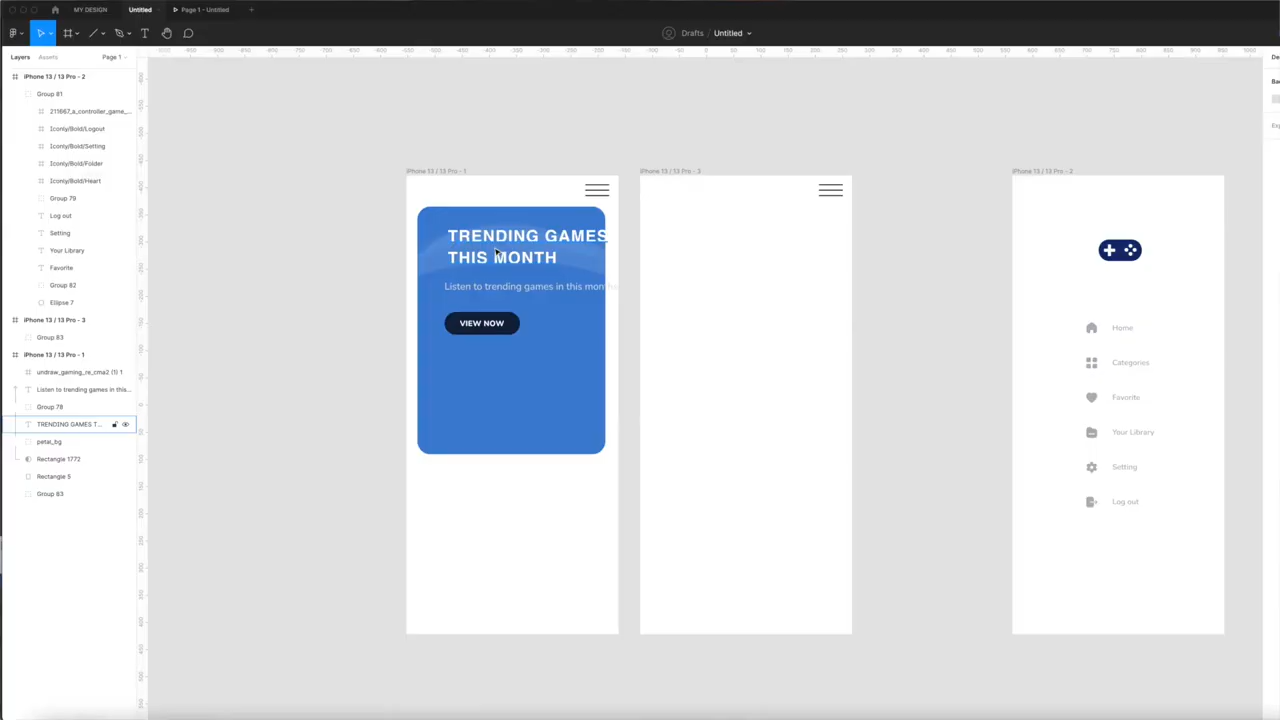 MY DESIGN
Untitled
Page 1 - Untitled
Drafts / Untitled
Layers
Assets
Page 1
iPhone 13 / 13 Pro - 2
Group 81
211667_a_controller_game_...
Iconly/Bold/Logout
Iconly/Bold/Setting
Iconly/Bold/Folder
Iconly/Bold/Heart
Group 79
Log out
Setting
Your Library
Favorite
Group 82
Ellipse 7
iPhone 13 / 13 Pro - 3
Group 83
iPhone 13 / 13 Pro - 1
undraw_gaming_re_cma2 (1) 1
Listen to trending games in this...
Group 78
TRENDING GAMES T...
petal_bg
Rectangle 1772
Rectangle 5
Group 83
iPhone 13 / 13 Pro - 1
TRENDING GAMES
THIS MONTH
Listen to trending games in this month
VIEW NOW
iPhone 13 / 13 Pro - 3
iPhone 13 / 13 Pro - 2
Home
Categories
Favorite
Your Library
Setting
Log out